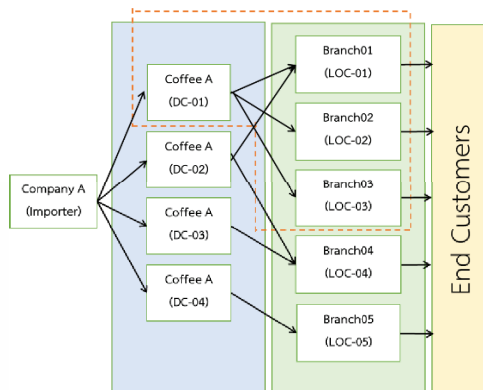 Company A
(Importer)
Coffee A
(DC-01)
Coffee A
(DC-02)
Coffee A
(DC-03)
Coffee A
(DC-04)
Branch01
(LOC-01)
Branch02
(LOC-02)
Branch03
(LOC-03)
Branch04
(LOC-04)
Branch05
(LOC-05)
End Customers